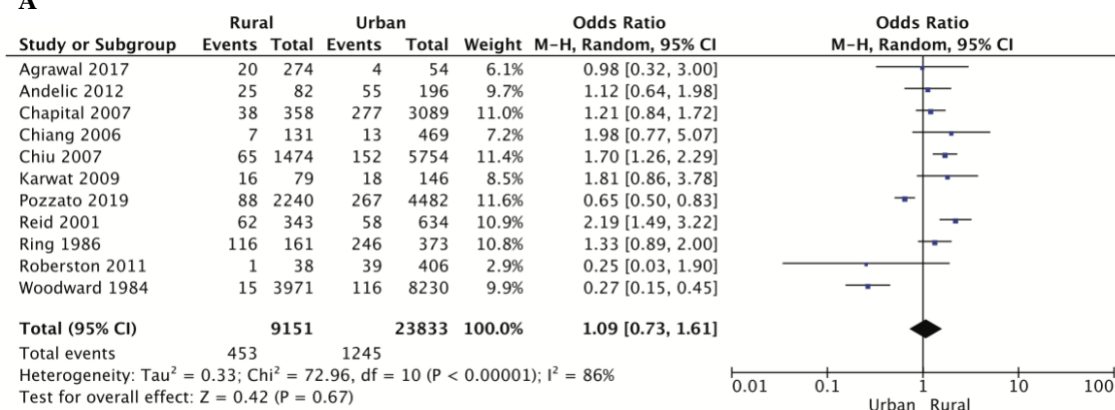 A
Rural Urban Odds Ratio Odds Ratio
Study or Subgroup Events Total Events Total Weight M-H, Random, 95% CI M-H, Random, 95% CI
Agrawal 2017 20 274 4 54 6.1% 0.98 [0.32, 3.00]
Andelic 2012 25 82 55 196 9.7% 1.12 [0.64, 1.98]
Chapital 2007 38 358 277 3089 11.0% 1.21 [0.84, 1.72]
Chiang 2006 7 131 13 469 7.2% 1.98 [0.77, 5.07]
Chiu 2007 65 1474 152 5754 11.4% 1.70 [1.26, 2.29]
Karwat 2009 16 79 18 146 8.5% 1.81 [0.86, 3.78]
Pozzato 2019 88 2240 267 4482 11.6% 0.65 [0.50, 0.83]
Reid 2001 62 343 58 634 10.9% 2.19 [1.49, 3.22]
Ring 1986 116 161 246 373 10.8% 1.33 [0.89, 2.00]
Roberston 2011 1 38 39 406 2.9% 0.25 [0.03, 1.90]
Woodward 1984 15 3971 116 8230 9.9% 0.27 [0.15, 0.45]
Total (95% CI) 9151 23833 100.0% 1.09 [0.73, 1.61]
Total events 453 1245
Heterogeneity: Tau² = 0.33; Chi² = 72.96, df = 10 (P < 0.00001); I² = 86%
Test for overall effect: Z = 0.42 (P = 0.67)
0.01 0.1 1 10 100
Urban Rural